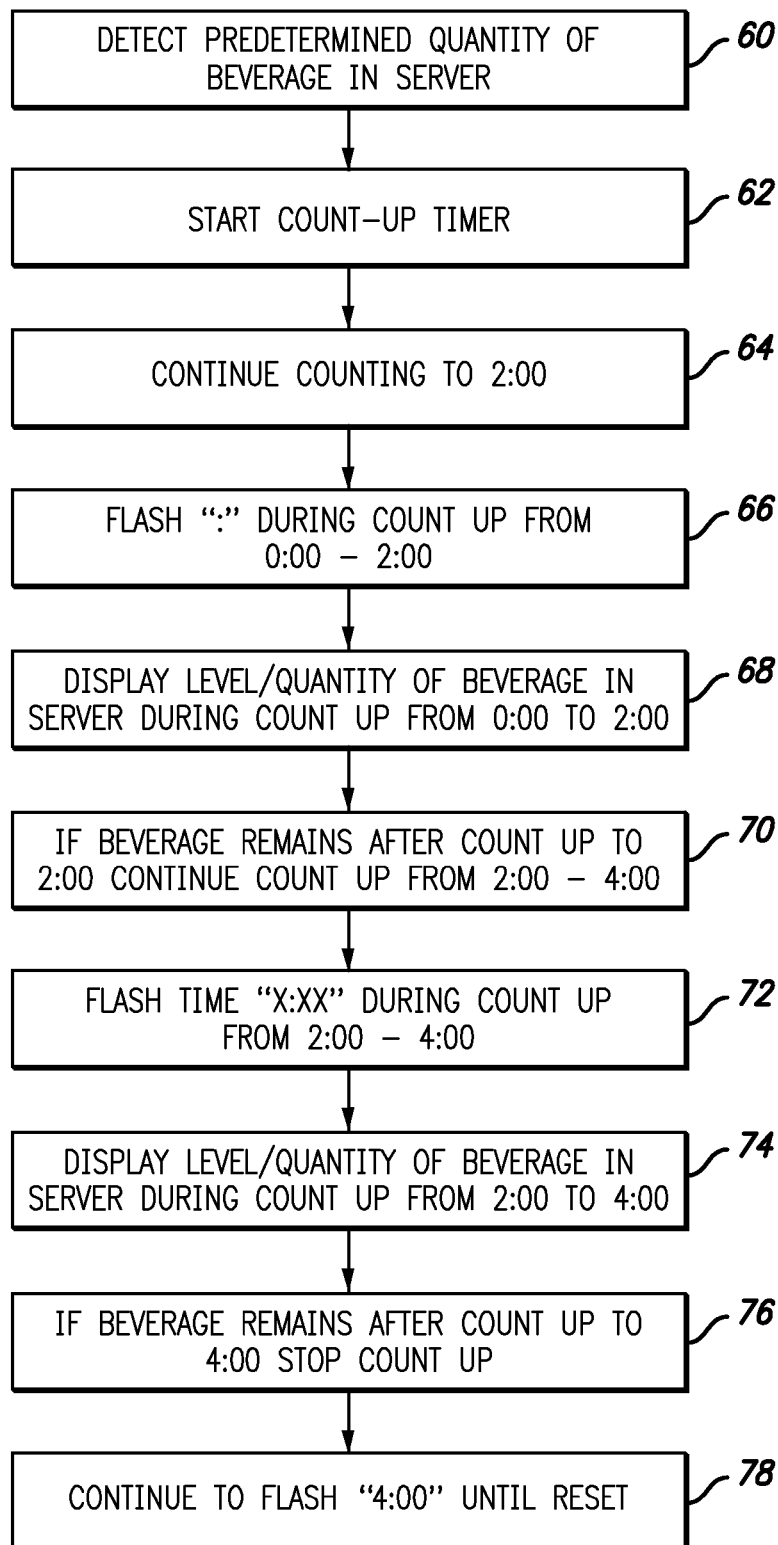 DETECT PREDETERMINED QUANTITY OF
BEVERAGE IN SERVER
60
START COUNT–UP TIMER
62
CONTINUE COUNTING TO 2:00
64
FLASH “:” DURING COUNT UP FROM
0:00 – 2:00
66
DISPLAY LEVEL/QUANTITY OF BEVERAGE IN
SERVER DURING COUNT UP FROM 0:00 TO 2:00
68
IF BEVERAGE REMAINS AFTER COUNT UP TO
2:00 CONTINUE COUNT UP FROM 2:00 – 4:00
70
FLASH TIME “X:XX” DURING COUNT UP
FROM 2:00 – 4:00
72
DISPLAY LEVEL/QUANTITY OF BEVERAGE IN
SERVER DURING COUNT UP FROM 2:00 TO 4:00
74
IF BEVERAGE REMAINS AFTER COUNT UP TO
4:00 STOP COUNT UP
76
CONTINUE TO FLASH “4:00” UNTIL RESET
78